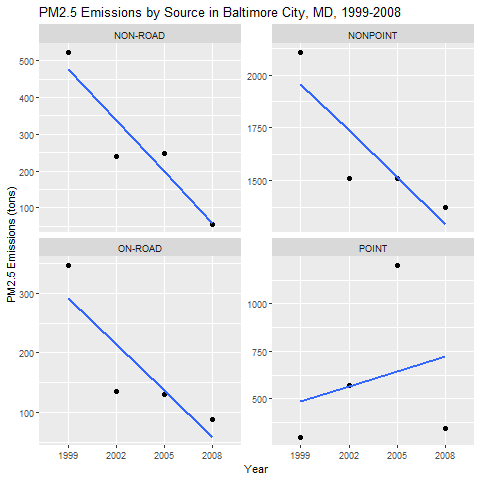 PM2.5 Emissions by Source in Baltimore City, MD, 1999-2008
NON-ROAD
NONPOINT
500
400
300
200
100
2000
1750
1500
PM2.5 Emissions (tons)
ON-ROAD
POINT
300
200
100
1000
750
500
1999 2002 2005 2008
1999 2002 2005 2008
Year